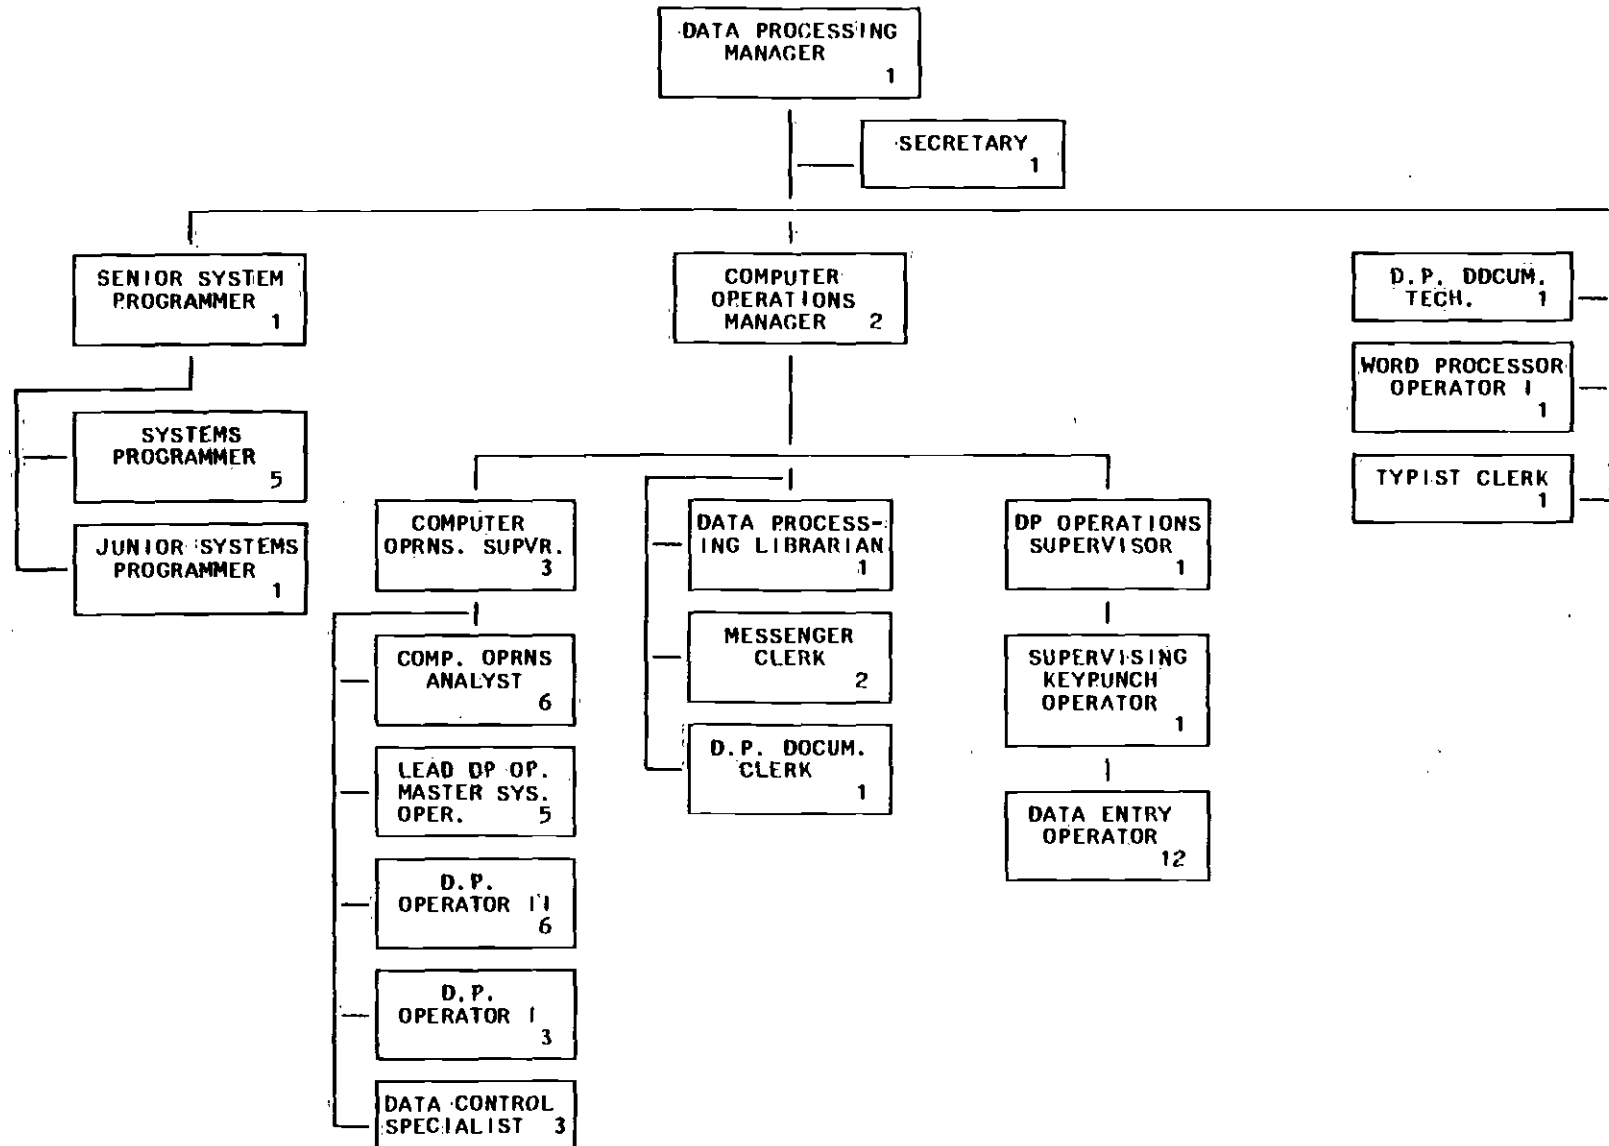 DATA PROCESSING
MANAGER
1
SECRETARY
1
SENIOR SYSTEM
PROGRAMMER
1
COMPUTER
OPERATIONS
MANAGER 2
D.P. DOCUM.
TECH. 1
WORD PROCESSOR
OPERATOR I
1
TYPIST CLERK
1
SYSTEMS
PROGRAMMER
5
JUNIOR SYSTEMS
PROGRAMMER
1
COMPUTER
OPRNS. SUPVR.
3
DATA PROCESS-
ING LIBRARIAN
1
DP OPERATIONS
SUPERVISOR
1
COMP. OPRNS
ANALYST
6
MESSENGER
CLERK
2
SUPERVISING
KEYPUNCH
OPERATOR
1
LEAD DP OP.
MASTER SYS.
OPER. 5
D.P. DOCUM.
CLERK
1
DATA ENTRY
OPERATOR
12
D.P.
OPERATOR II
6
D.P.
OPERATOR I
3
DATA CONTROL
SPECIALIST 3